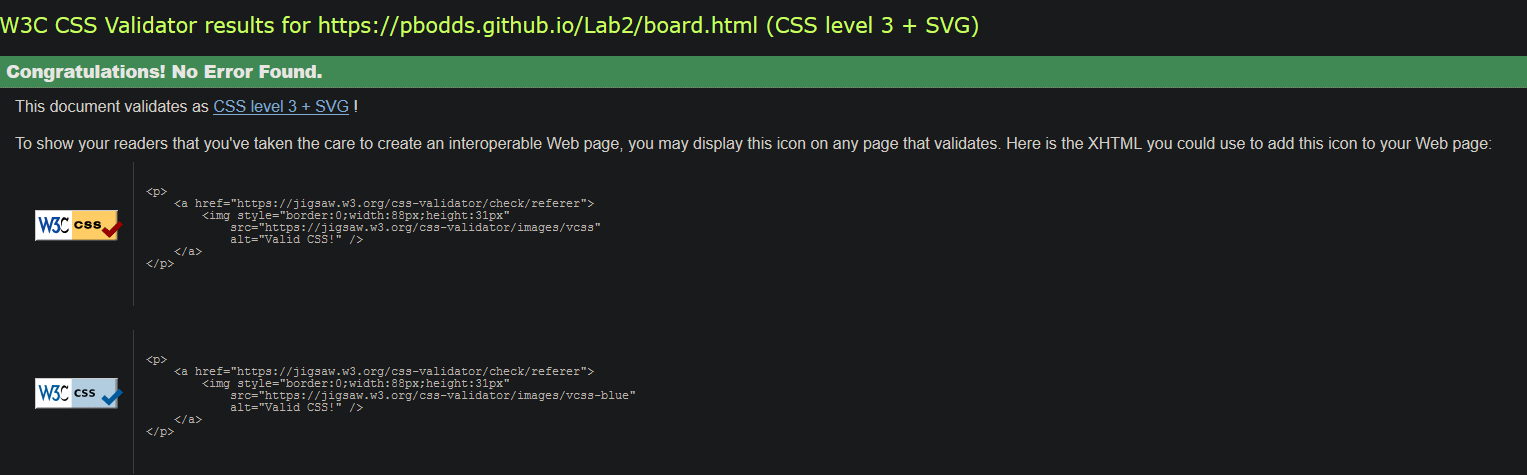 W3C CSS Validator results for https://pbodds.github.io/Lab2/board.html (CSS level 3 + SVG)
Congratulations! No Error Found.
This document validates as CSS level 3 + SVG !
To show your readers that you've taken the care to create an interoperable Web page, you may display this icon on any page that validates. Here is the XHTML you could use to add this icon to your Web page:
W3C css
<p>
<a href="https://jigsaw.w3.org/css-validator/check/referer">
<img style="border:0;width:88px;height:31px"
src="https://jigsaw.w3.org/css-validator/images/vcss"
alt="Valid CSS!" />
</a>
</p>
W3C css
<p>
<a href="https://jigsaw.w3.org/css-validator/check/referer">
<img style="border:0;width:88px;height:31px"
src="https://jigsaw.w3.org/css-validator/images/vcss-blue"
alt="Valid CSS!" />
</a>
</p>